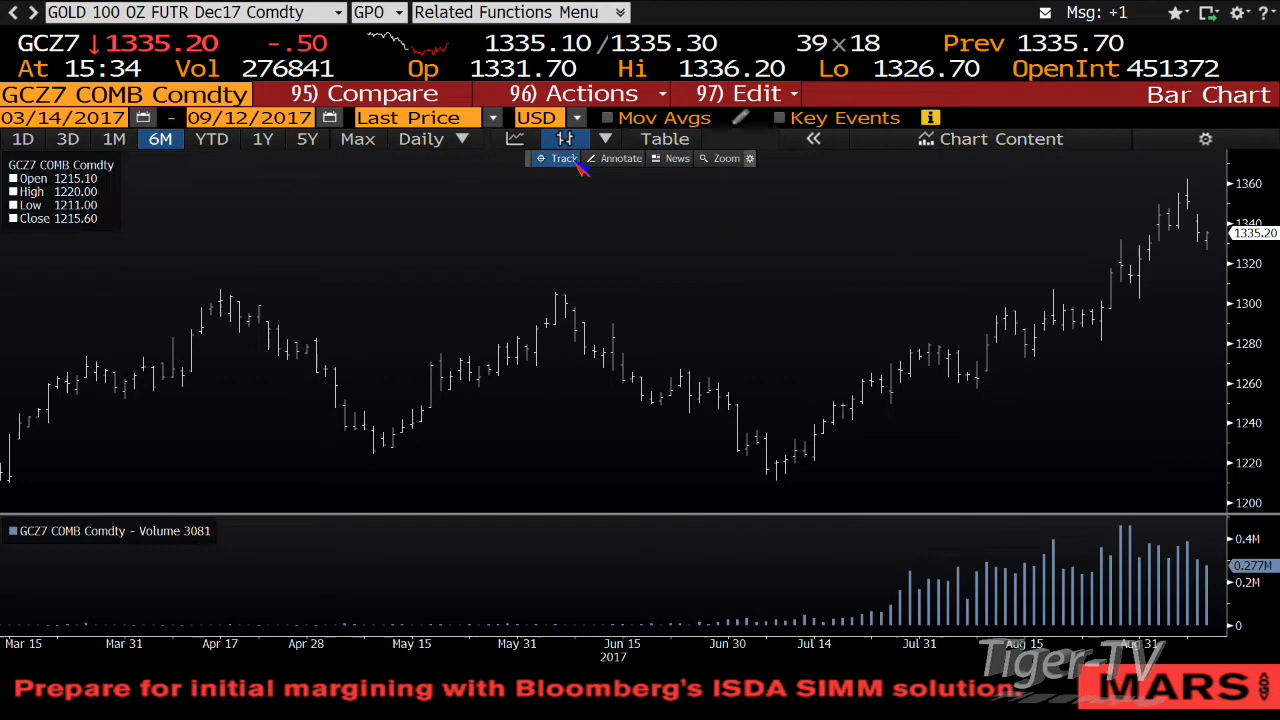 GOLD 100 OZ FUTR Dec17 Comdty GPO Related Functions Menu Msg: +1
GCZ7 ↓1335.20 -.50 1335.10/1335.30 39x18 Prev 1335.70
At 15:34 Vol 276841 Op 1331.70 Hi 1336.20 Lo 1326.70 OpenInt 451372
GCZ7 COMB Comdty 95) Compare 96) Actions 97) Edit Bar Chart
03/14/2017 - 09/12/2017 Last Price USD Mov Avgs Key Events
1D 3D 1M 6M YTD 1Y 5Y Max Daily Table « Chart Content
Track Annotate News Zoom
GCZ7 COMB Comdty
Open 1215.10
High 1220.00
Low 1211.00
Close 1215.60
1360
1340
1335.20
1320
1300
1280
1260
1240
1220
1200
GCZ7 COMB Comdty - Volume 3081
0.4M
0.277M
0.2M
0
Mar 15 Mar 31 Apr 17 Apr 28 May 15 May 31 Jun 15 Jun 30 Jul 14 Jul 31 Aug 15 Aug 31
2017
Tiger-TV
Prepare for initial margining with Bloomberg's ISDA SIMM solution. MARS